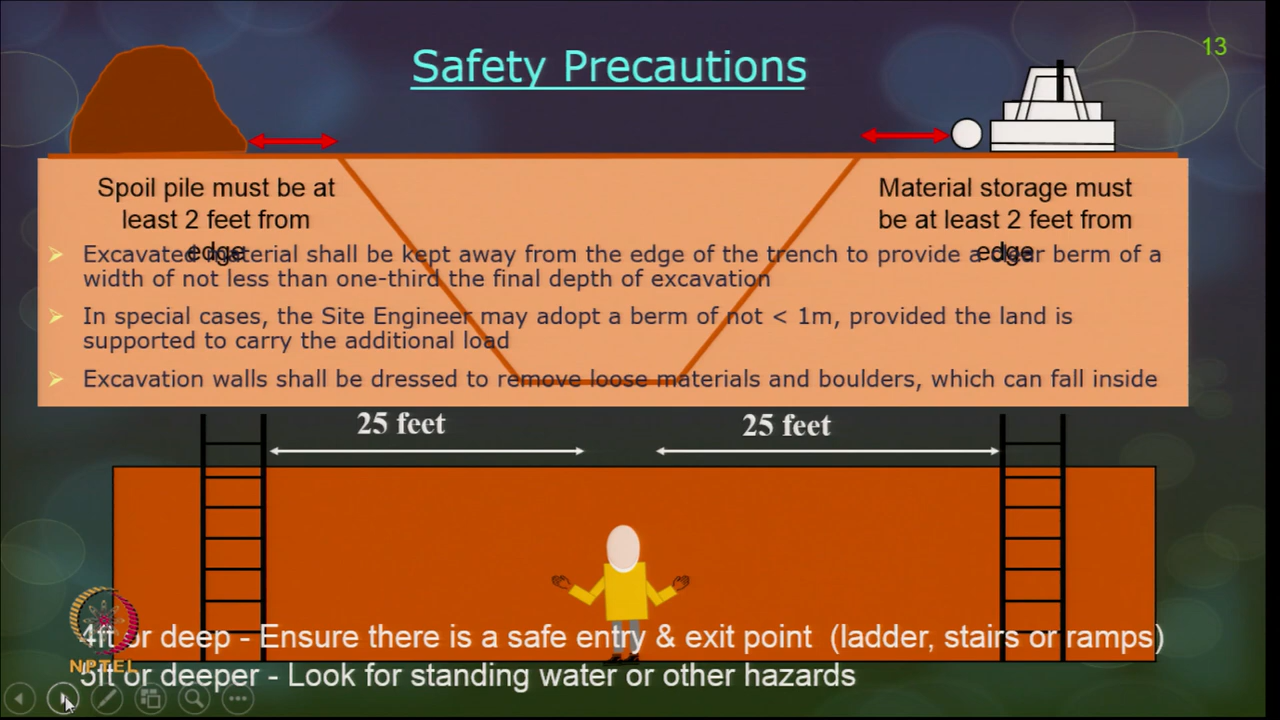 13
Safety Precautions
Spoil pile must be at
least 2 feet from
edge
Material storage must
be at least 2 feet from
edge
Excavated material shall be kept away from the edge of the trench to provide a clear berm of a
width of not less than one-third the final depth of excavation
In special cases, the Site Engineer may adopt a berm of not < 1m, provided the land is
supported to carry the additional load
Excavation walls shall be dressed to remove loose materials and boulders, which can fall inside
25 feet
25 feet
4ft or deep - Ensure there is a safe entry & exit point (ladder, stairs or ramps)
5ft or deeper - Look for standing water or other hazards
NPTEL